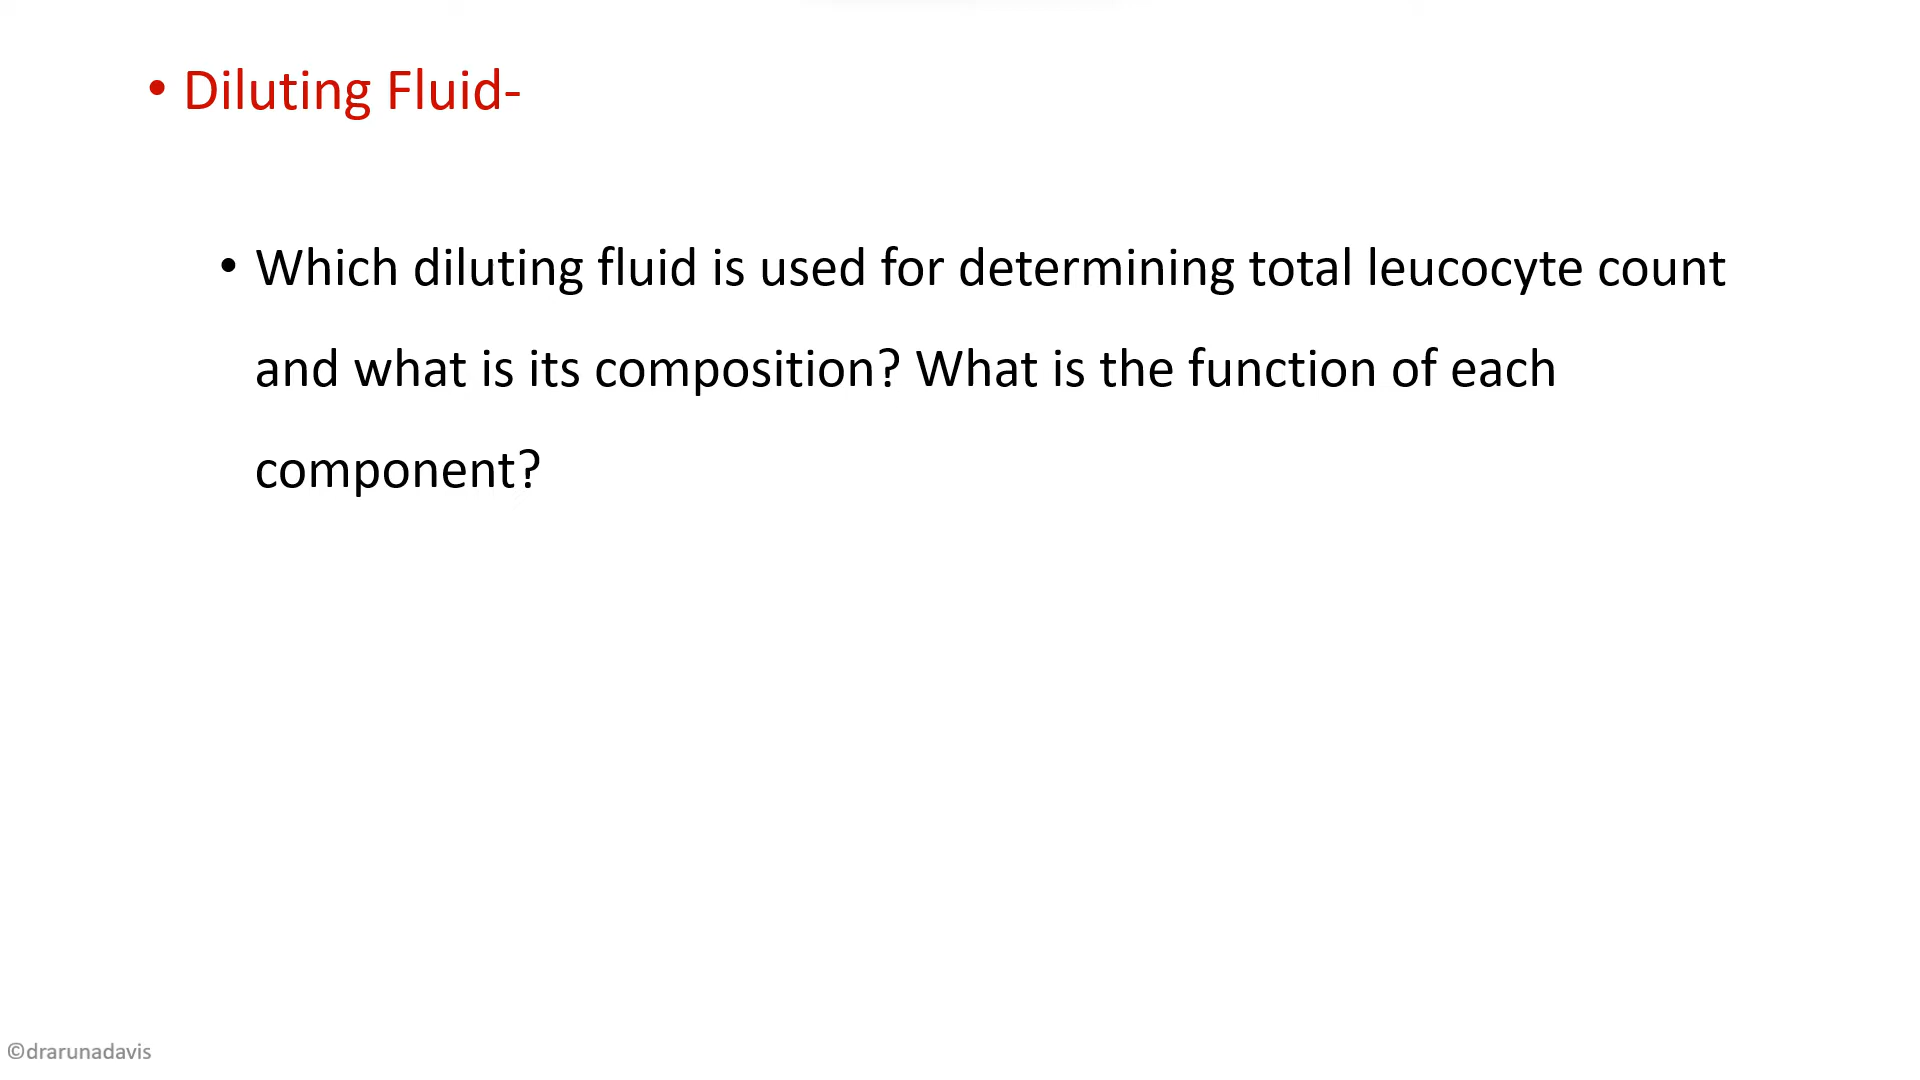 • Diluting Fluid-
• Which diluting fluid is used for determining total leucocyte count
and what is its composition? What is the function of each
component?
©drarunadavis